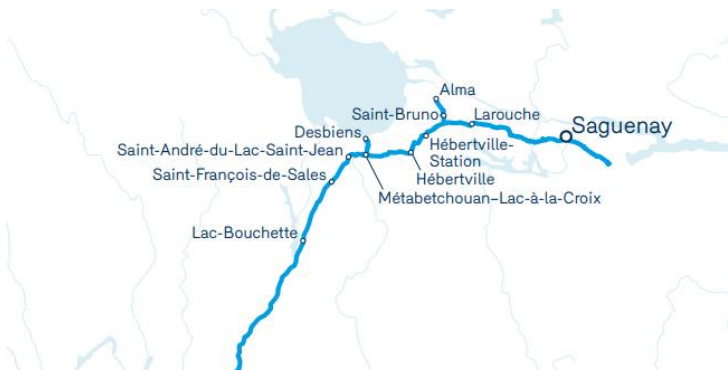 Alma
Saint-Bruno
Larouche
Saguenay
Desbiens
Hébertville-
Station
Saint-André-du-Lac-Saint-Jean
Hébertville
Saint-François-de-Sales
Métabetchouan–Lac-à-la-Croix
Lac-Bouchette